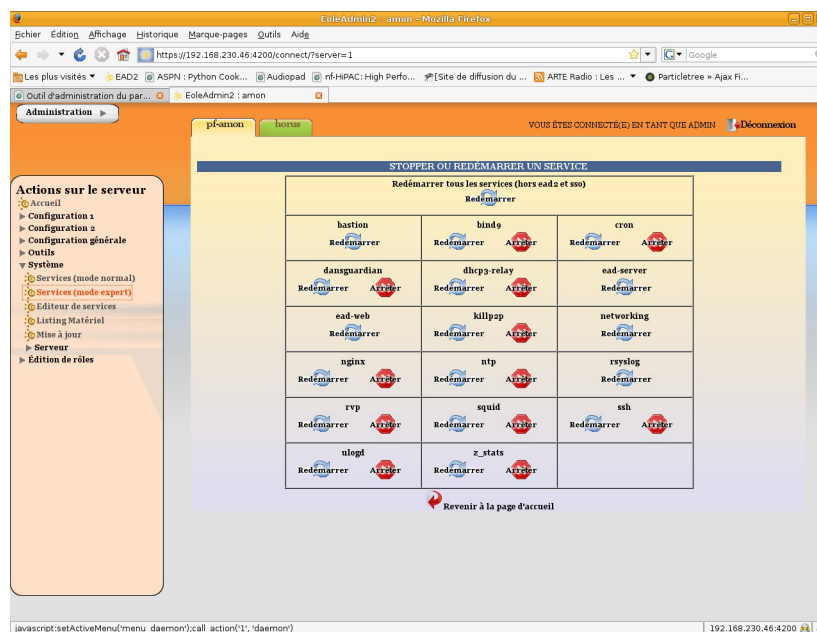 EoleAdmin2 - amon - Mozilla Firefox
Fichier Édition Affichage Historique Marque-pages Outils Aide
https://192.168.230.46:4200/connect/?server=1
Google
Les plus visités EAD2 ASPN : Python Cook... Audiopad nf-HiPAC: High Perfo... [Site de diffusion du ... ARTE Radio : Les ... Particletree » Ajax Fi...
Outil d'administration du par... EoleAdmin2 : amon
Administration
pf-amon horus VOUS ÊTES CONNECTÉ(E) EN TANT QUE ADMIN Déconnexion
STOPPER OU REDÉMARRER UN SERVICE
Actions sur le serveur
Accueil
Configuration 1
Configuration 2
Configuration générale
Outils
Système
Services (mode normal)
Services (mode expert)
Editeur de services
Listing Matériel
Mise à jour
Serveur
Édition de rôles
Redémarrer tous les services (hors ead2 et sso)
Redémarrer
bastion bind9 cron
Redémarrer Redémarrer Arrêter Redémarrer Arrêter
dansguardian dhcp3-relay ead-server
Redémarrer Arrêter Redémarrer Arrêter Redémarrer
ead-web killp2p networking
Redémarrer Redémarrer Arrêter Redémarrer
nginx ntp rsyslog
Redémarrer Arrêter Redémarrer Arrêter Redémarrer
rvp squid ssh
Redémarrer Arrêter Redémarrer Arrêter Redémarrer Arrêter
ulogd z_stats
Redémarrer Arrêter Redémarrer Arrêter
Revenir à la page d'accueil
javascript:setActiveMenu('menu_daemon');call_action('1', 'daemon') 192.168.230.46:4200